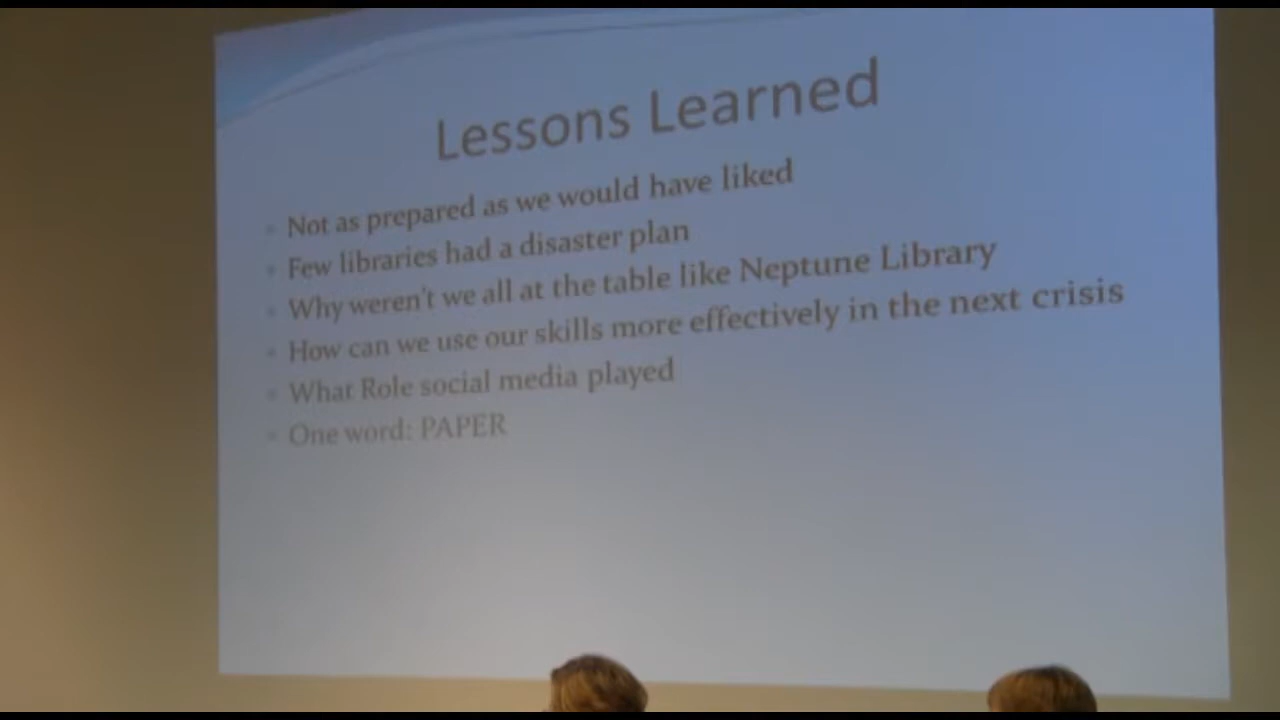 Lessons Learned
Not as prepared as we would have liked
Few libraries had a disaster plan
Why weren't we all at the table like Neptune Library
How can we use our skills more effectively in the next crisis
What Role social media played
One word: PAPER